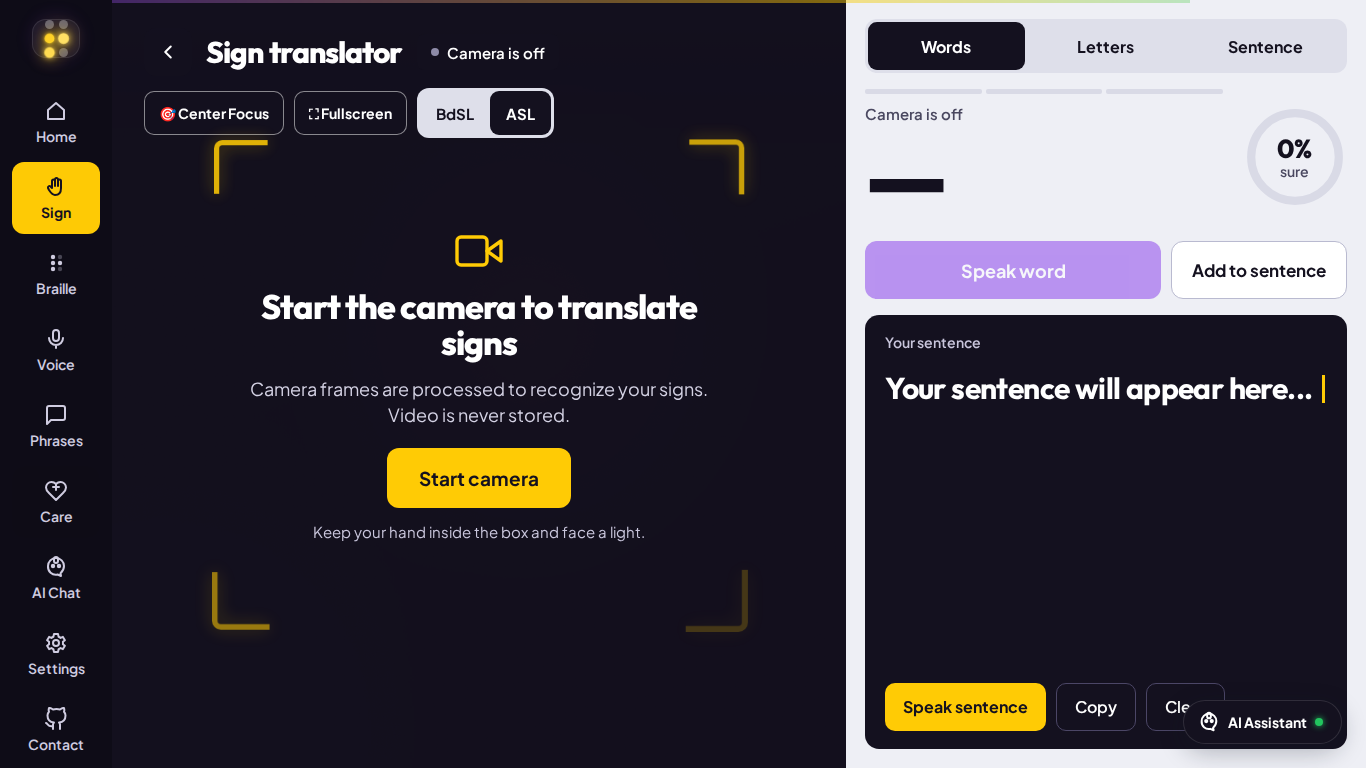 Home
Sign
Braille
Voice
Phrases
Care
AI Chat
Settings
Contact
Sign translator
Camera is off
Center Focus
Fullscreen
BdSL
ASL
Start the camera to translate
signs
Camera frames are processed to recognize your signs.
Video is never stored.
Start camera
Keep your hand inside the box and face a light.
Words
Letters
Sentence
Camera is off
0%
sure
Speak word
Add to sentence
Your sentence
Your sentence will appear here...
Speak sentence
Copy
AI Assistant